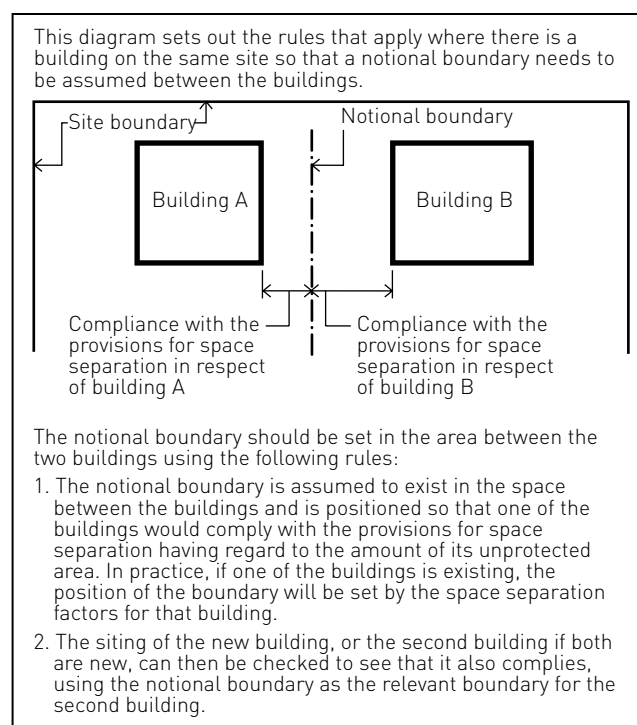 This diagram sets out the rules that apply where there is a
building on the same site so that a notional boundary needs to
be assumed between the buildings.
Site boundary
Notional boundary
Building A
Building B
Compliance with the
provisions for space
separation in respect
of building A
Compliance with the
provisions for space
separation in respect
of building B
The notional boundary should be set in the area between the
two buildings using the following rules:
1. The notional boundary is assumed to exist in the space
between the buildings and is positioned so that one of the
buildings would comply with the provisions for space
separation having regard to the amount of its unprotected
area. In practice, if one of the buildings is existing, the
position of the boundary will be set by the space separation
factors for that building.
2. The siting of the new building, or the second building if both
are new, can then be checked to see that it also complies,
using the notional boundary as the relevant boundary for the
second building.